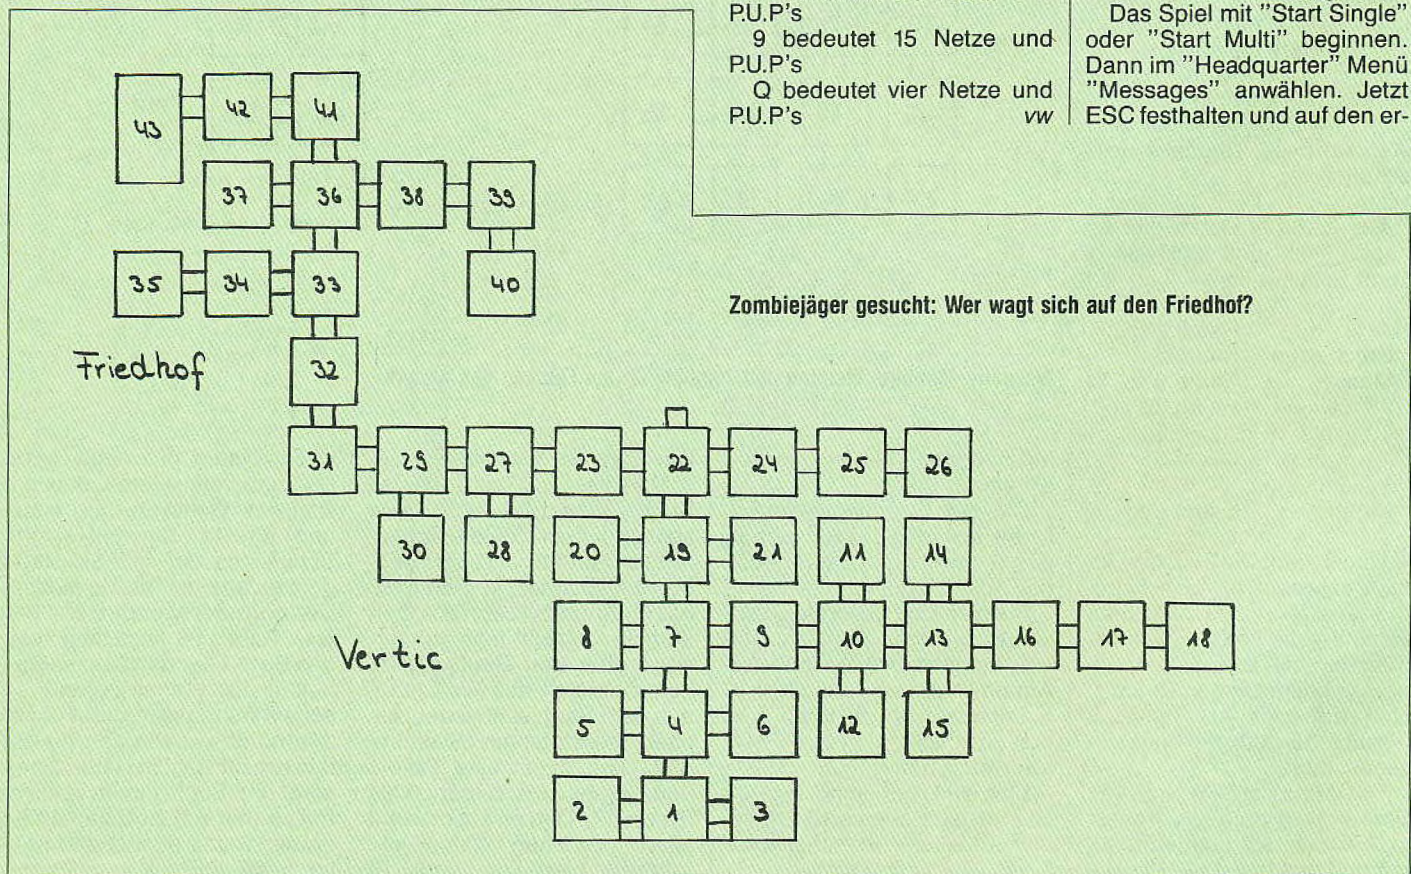 P.U.P's
9 bedeutet 15 Netze und
P.U.P's
Q bedeutet vier Netze und
P.U.P's vw
Das Spiel mit "Start Single"
oder "Start Multi" beginnen.
Dann im "Headquarter" Menü
"Messages" anwählen. Jetzt
ESC festhalten und auf den er-
43 42 41
37 36 38 39
35 34 33 40
Zombiejäger gesucht: Wer wagt sich auf den Friedhof?
Friedhof 32
31 29 27 23 22 24 25 26
30 28 20 19 21 11 14
Vertic 8 7 9 10 13 16 17 18
5 4 6 12 15
2 1 3